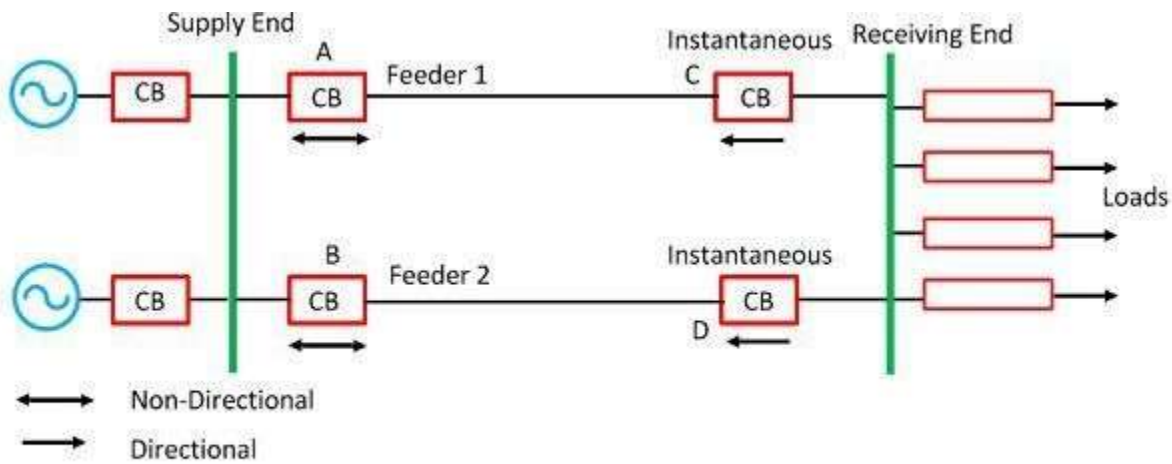 Supply End
A
Instantaneous
Receiving End
CB
CB
Feeder 1
C
CB
Loads
B
Instantaneous
CB
CB
Feeder 2
CB
D
Non-Directional
Directional